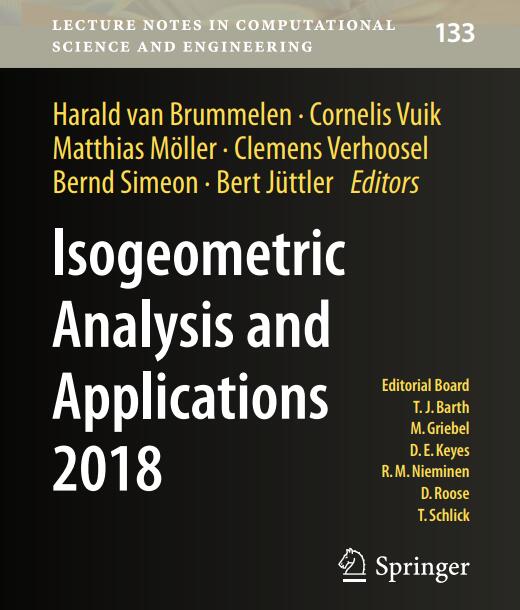 LECTURE NOTES IN COMPUTATIONAL
SCIENCE AND ENGINEERING
133
Harald van Brummelen · Cornelis Vuik
Matthias Möller · Clemens Verhoosel
Bernd Simeon · Bert Jüttler Editors
Isogeometric
Analysis and
Applications
2018
Editorial Board
T. J. Barth
M. Griebel
D. E. Keyes
R. M. Nieminen
D. Roose
T. Schlick
Springer